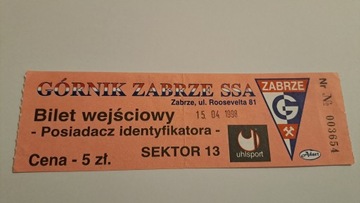 GÓRNIK ZABRZE SSA
Zabrze, ul. Roosevelta 81
Bilet wejściowy
15 04 1998
- Posiadacz identyfikatora -
Cena - 5 zł.
SEKTOR 13
uhlsport
ZABRZE
G
Nr № 003654